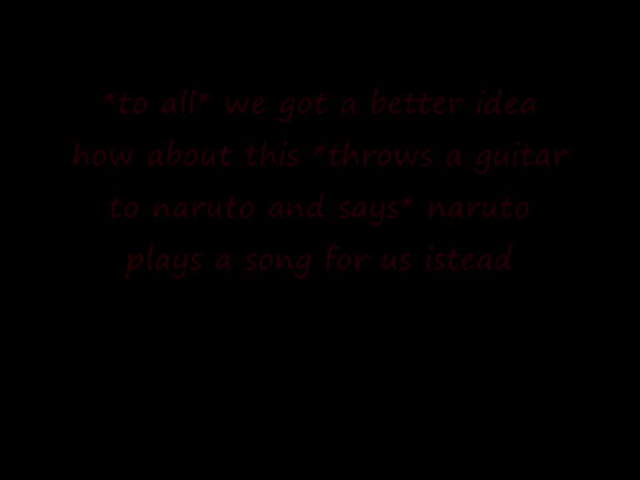 *to all* we got a better idea
how about this *throws a guitar
to naruto and says* naruto
plays a song for us istead